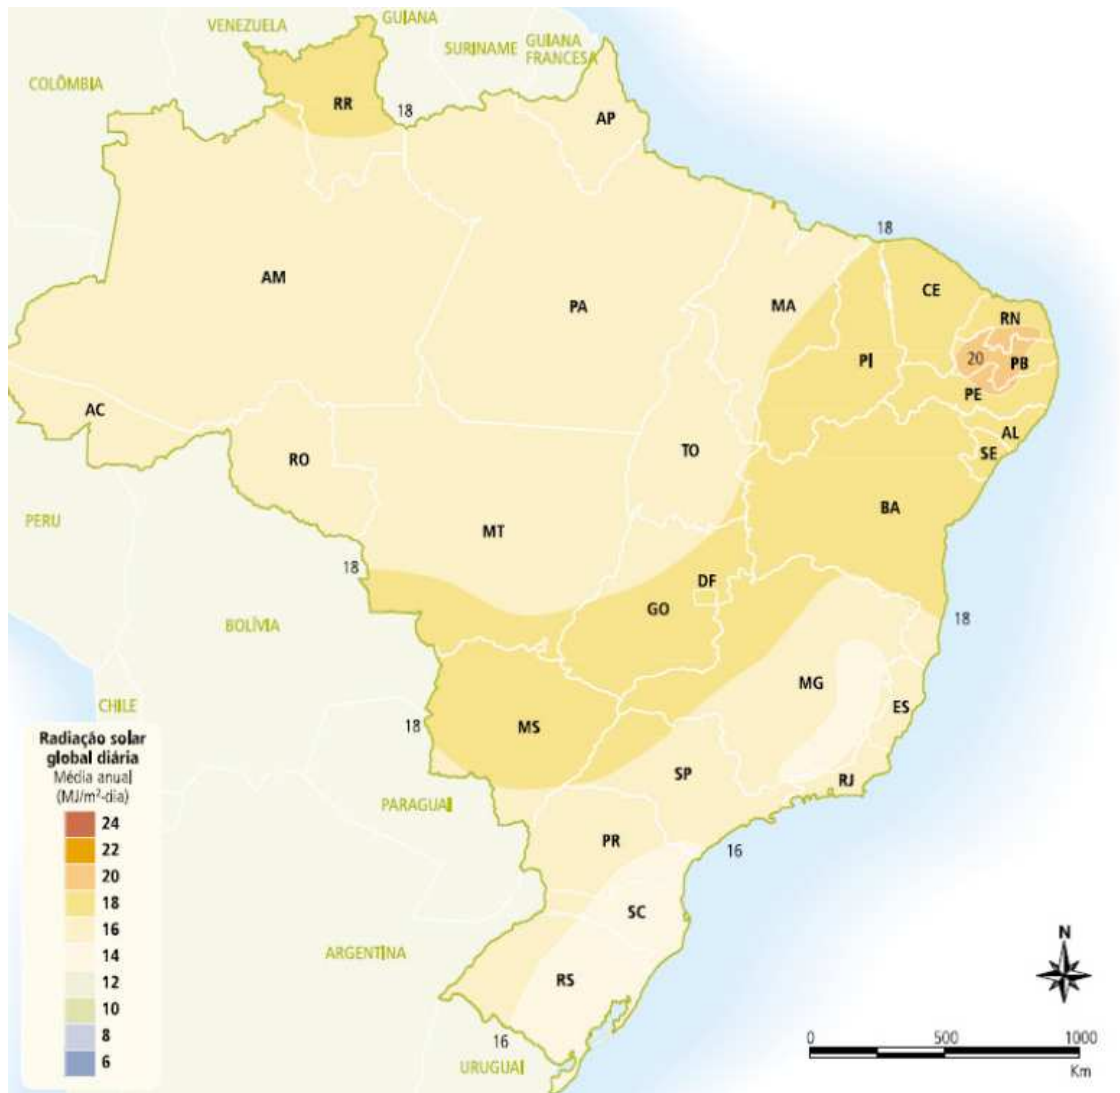 VENEZUELA
GUIANA
SURINAME
GUIANA
FRANCESA
COLÔMBIA
RR
18
AP
18
AM
PA
MA
CE
RN
PI
20
PB
PE
AC
AL
RO
TO
SE
BA
PERU
MT
18
DF
GO
18
BOLÍVIA
MG
ES
CHILE
18
MS
SP
RJ
PARAGUAI
PR
16
SC
ARGENTINA
RS
16
URUGUAI
Radiação solar
global diária
Média anual
(MJ/m²-dia)
24
22
20
18
16
14
12
10
8
6
N
0 500 1000
Km